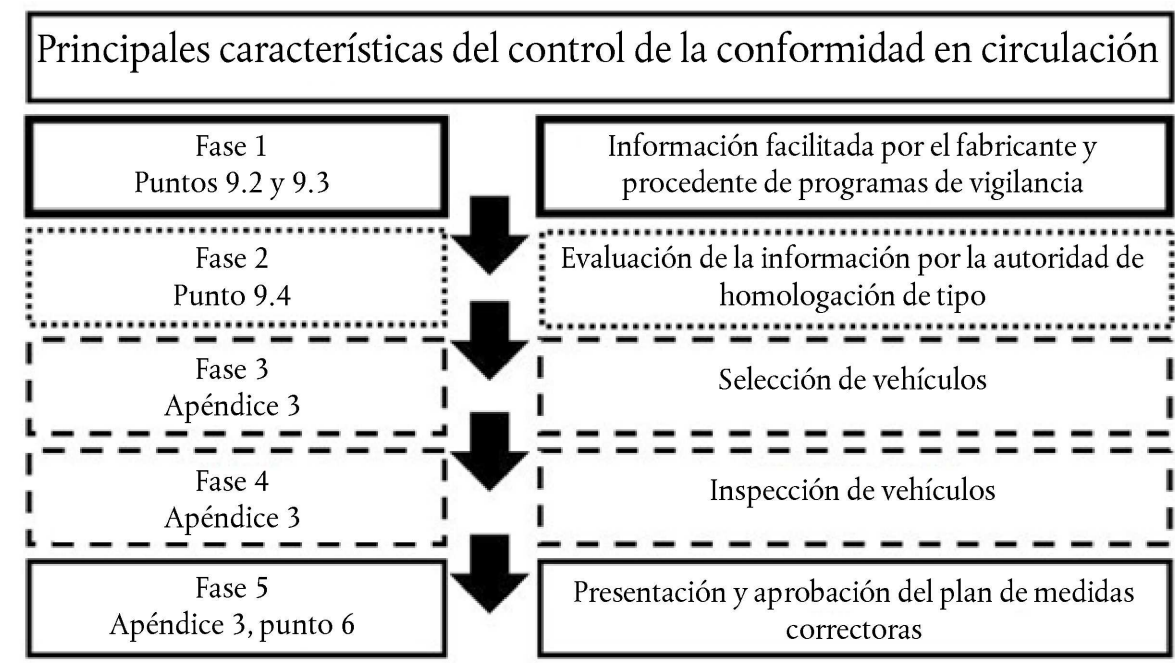 Principales características del control de la conformidad en circulación
Fase 1
Puntos 9.2 y 9.3
Información facilitada por el fabricante y
procedente de programas de vigilancia
Fase 2
Punto 9.4
Evaluación de la información por la autoridad de
homologación de tipo
Fase 3
Apéndice 3
Selección de vehículos
Fase 4
Apéndice 3
Inspección de vehículos
Fase 5
Apéndice 3, punto 6
Presentación y aprobación del plan de medidas
correctoras